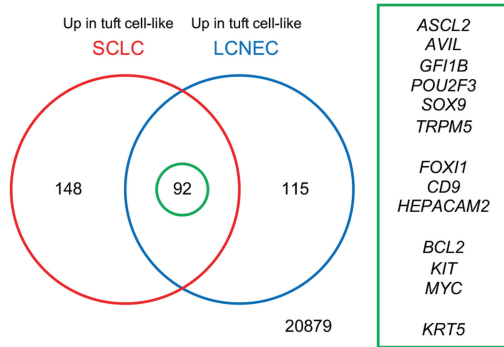 Up in tuft cell-like Up in tuft cell-like
SCLC LCNEC
148 92 115
20879
ASCL2
AVIL
GFI1B
POU2F3
SOX9
TRPM5
FOXI1
CD9
HEPACAM2
BCL2
KIT
MYC
KRT5